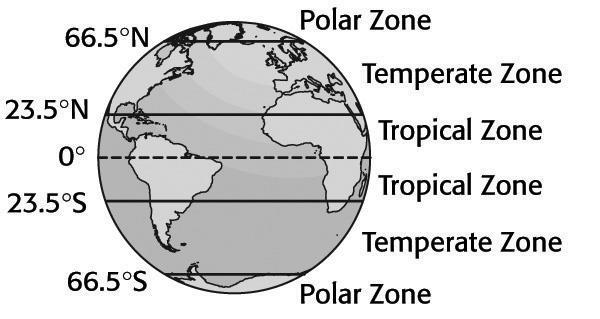 Polar Zone
66.5°N
Temperate Zone
23.5°N
Tropical Zone
0°
Tropical Zone
23.5°S
Temperate Zone
66.5°S
Polar Zone